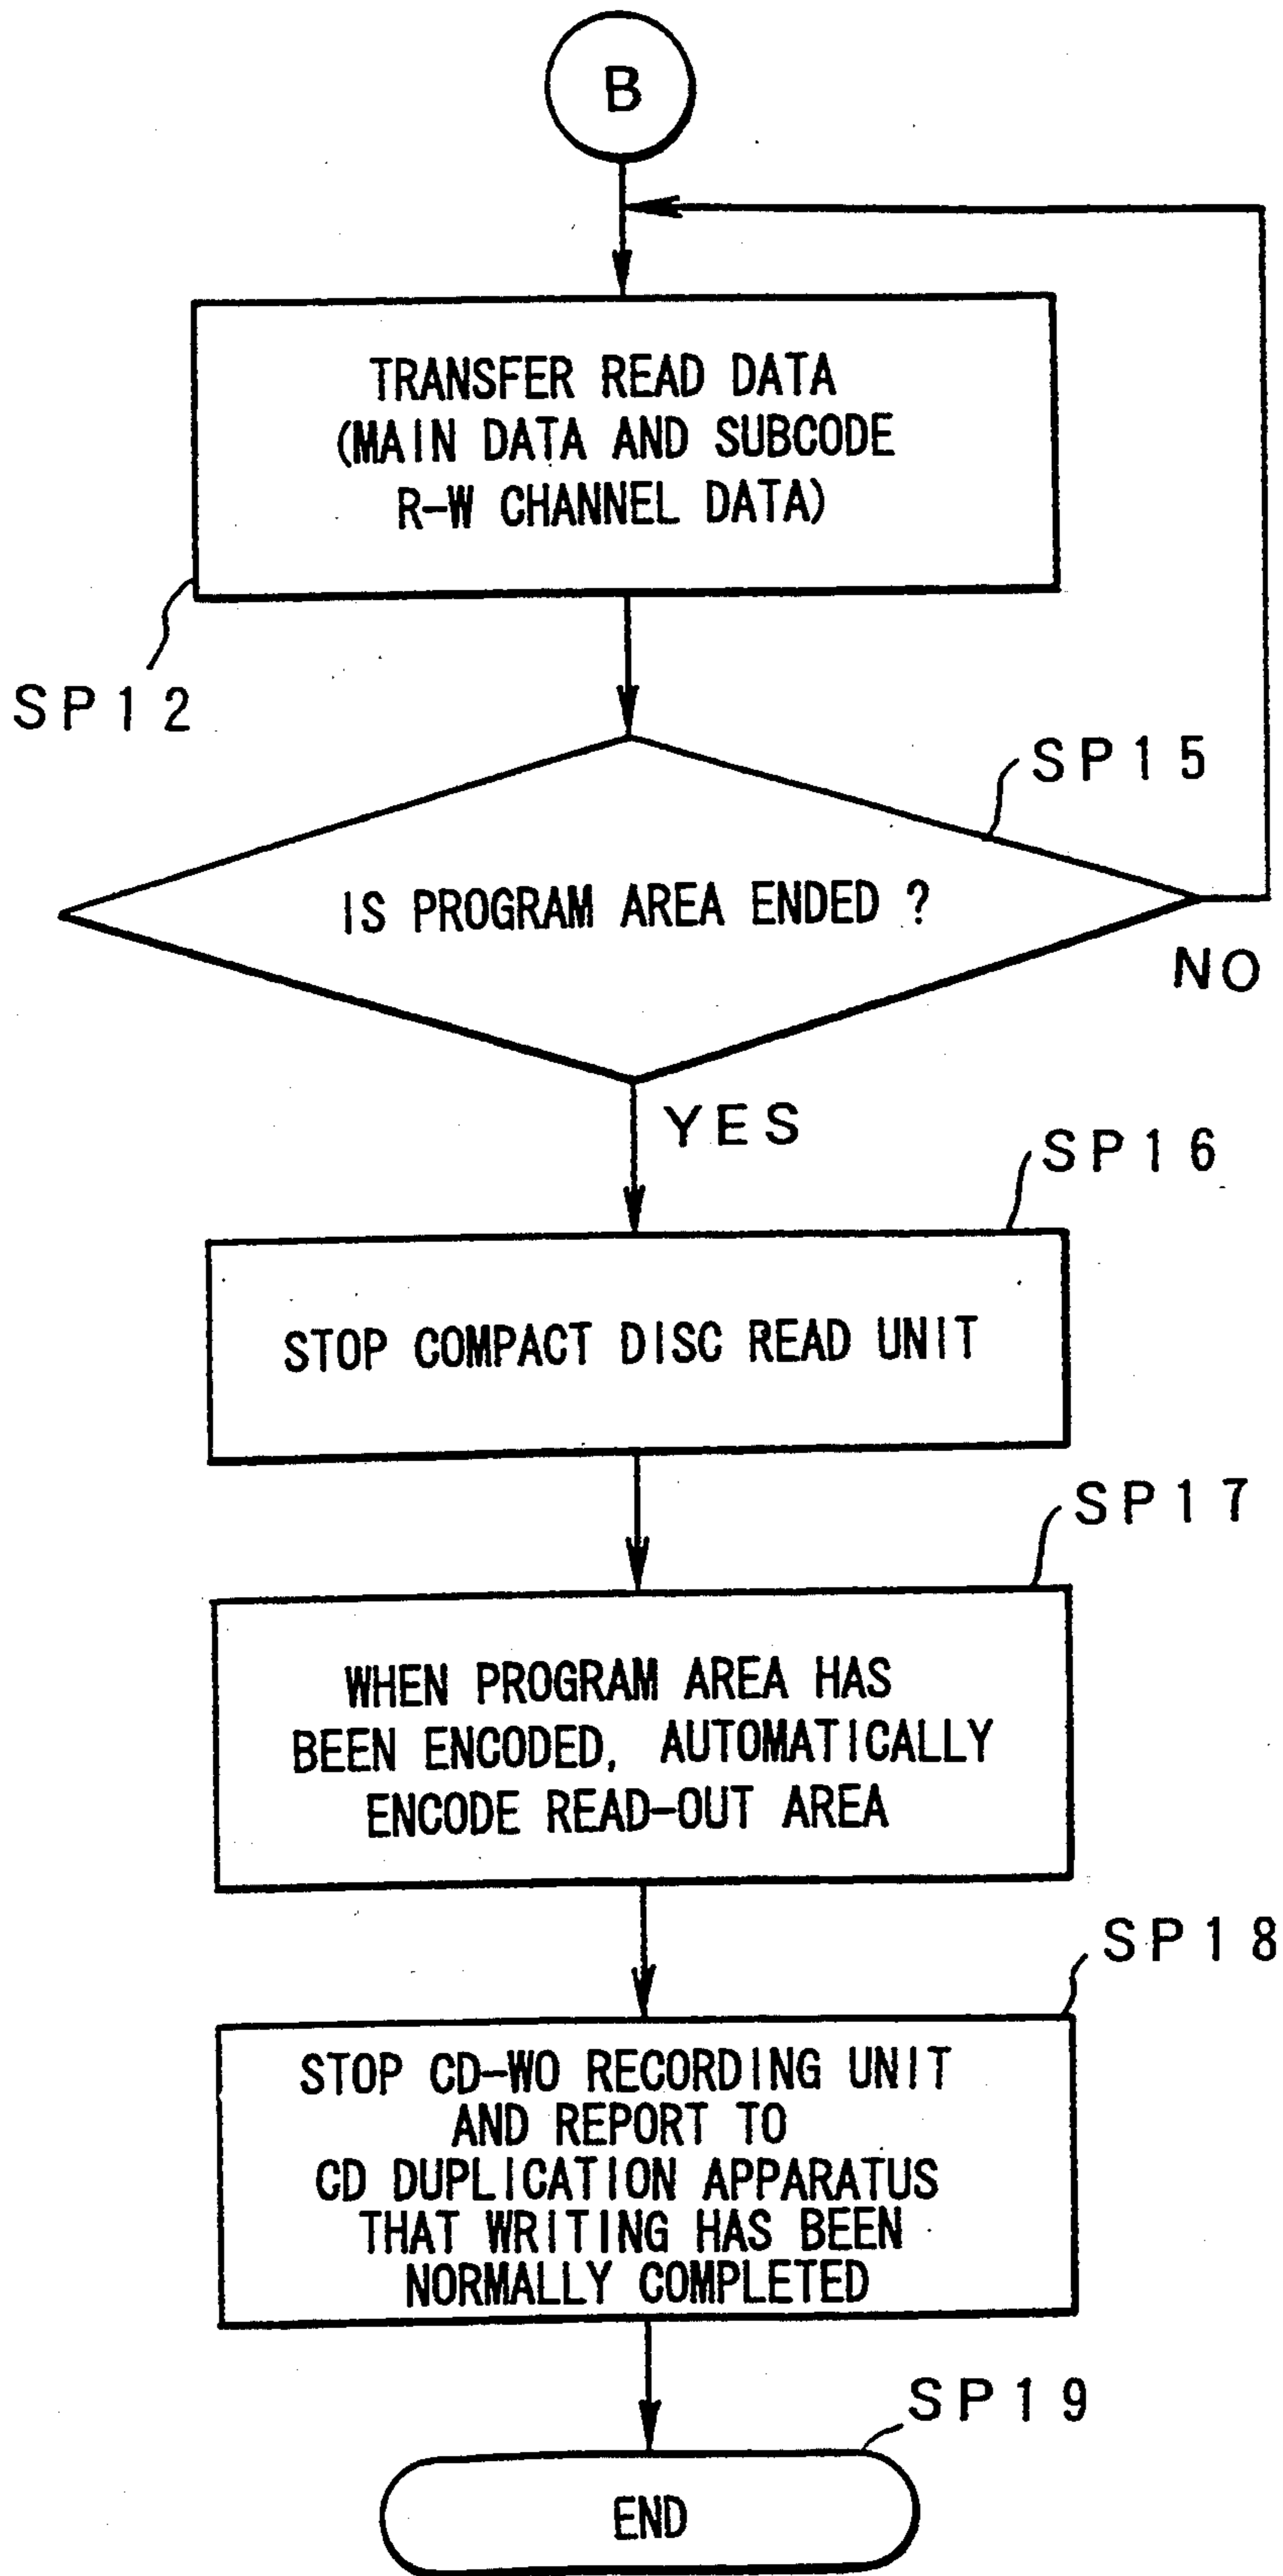 B
TRANSFER READ DATA
(MAIN DATA AND SUBCODE
R-W CHANNEL DATA)
SP12
SP15
IS PROGRAM AREA ENDED ?
NO
YES
SP16
STOP COMPACT DISC READ UNIT
SP17
WHEN PROGRAM AREA HAS
BEEN ENCODED, AUTOMATICALLY
ENCODE READ-OUT AREA
SP18
STOP CD-WO RECORDING UNIT
AND REPORT TO
CD DUPLICATION APPARATUS
THAT WRITING HAS BEEN
NORMALLY COMPLETED
SP19
END